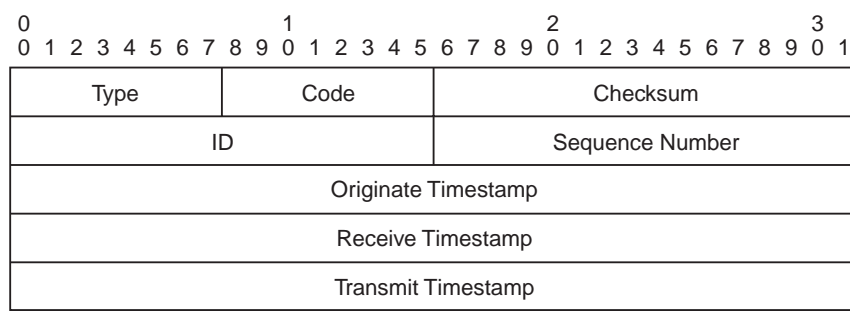 0 1 2 3
0 1 2 3 4 5 6 7 8 9 0 1 2 3 4 5 6 7 8 9 0 1 2 3 4 5 6 7 8 9 0 1
Type Code Checksum
ID Sequence Number
Originate Timestamp
Receive Timestamp
Transmit Timestamp